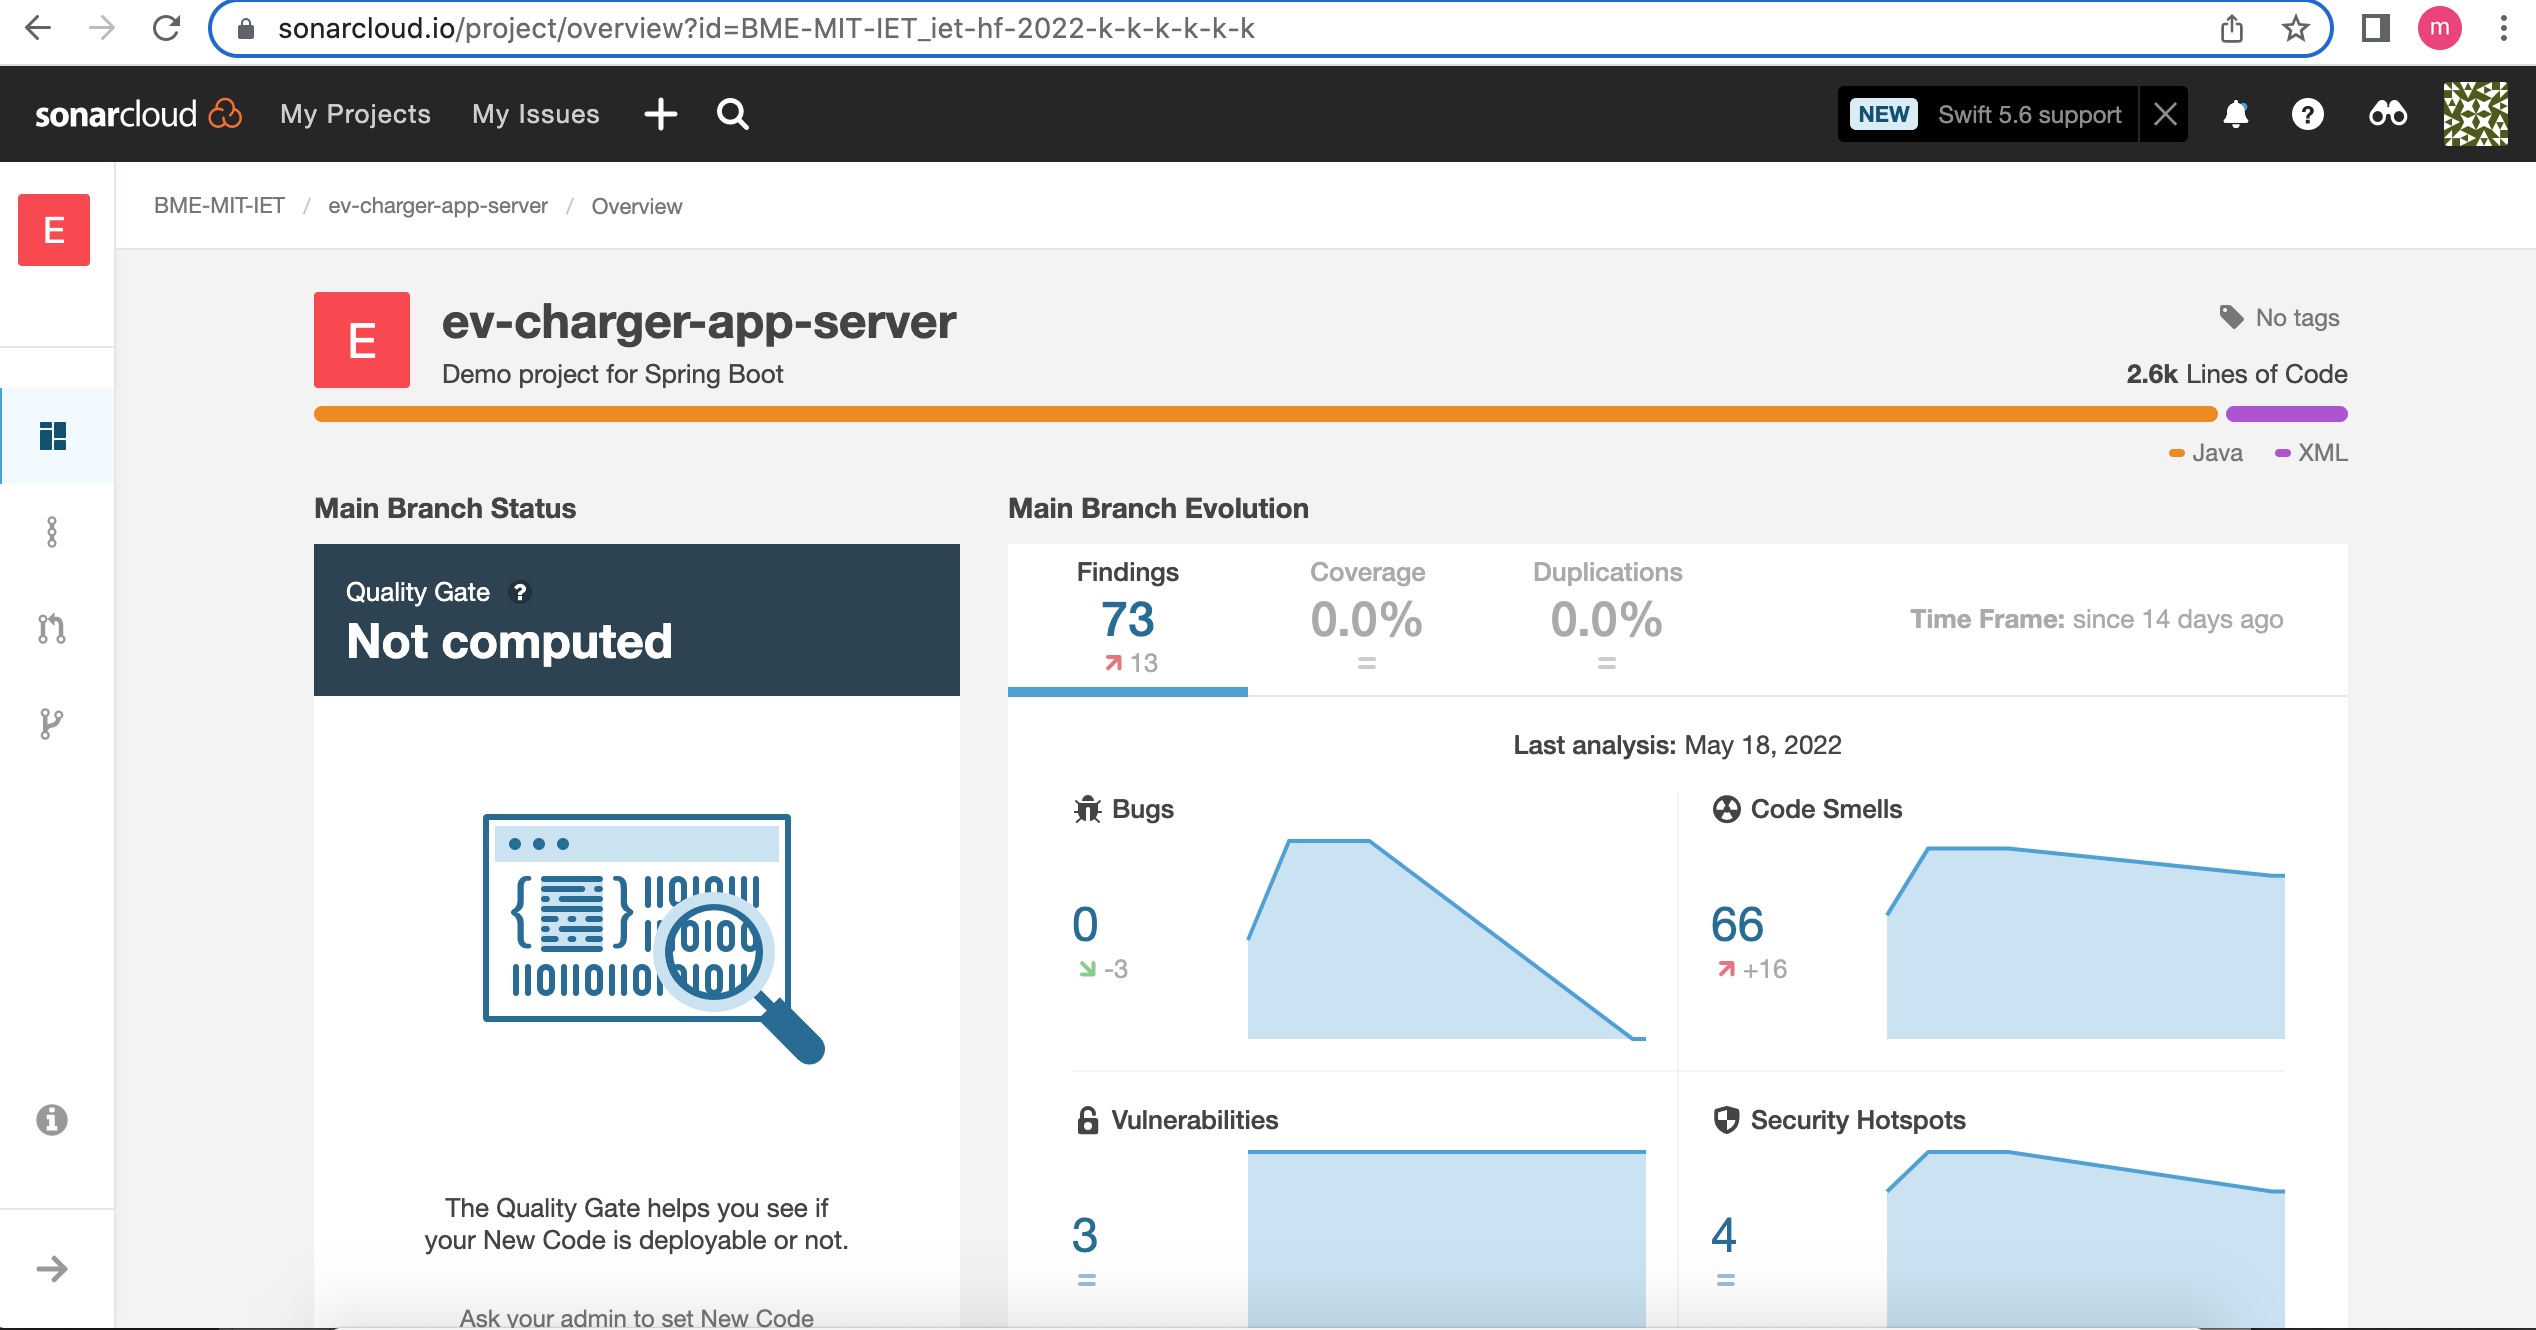 sonarcloud.io/project/overview?id=BME-MIT-IET_iet-hf-2022-k-k-k-k-k-k
m
sonarcloud My Projects My Issues NEW Swift 5.6 support
E BME-MIT-IET / ev-charger-app-server / Overview
E ev-charger-app-server No tags
Demo project for Spring Boot 2.6k Lines of Code
Java XML
Main Branch Status Main Branch Evolution
Quality Gate ?
Not computed
Findings Coverage Duplications
73 0.0% 0.0% Time Frame: since 14 days ago
13 = =
Last analysis: May 18, 2022
Bugs Code Smells
0 66
-3 +16
Vulnerabilities Security Hotspots
3 4
= =
The Quality Gate helps you see if
your New Code is deployable or not.
Ask your admin to set New Code